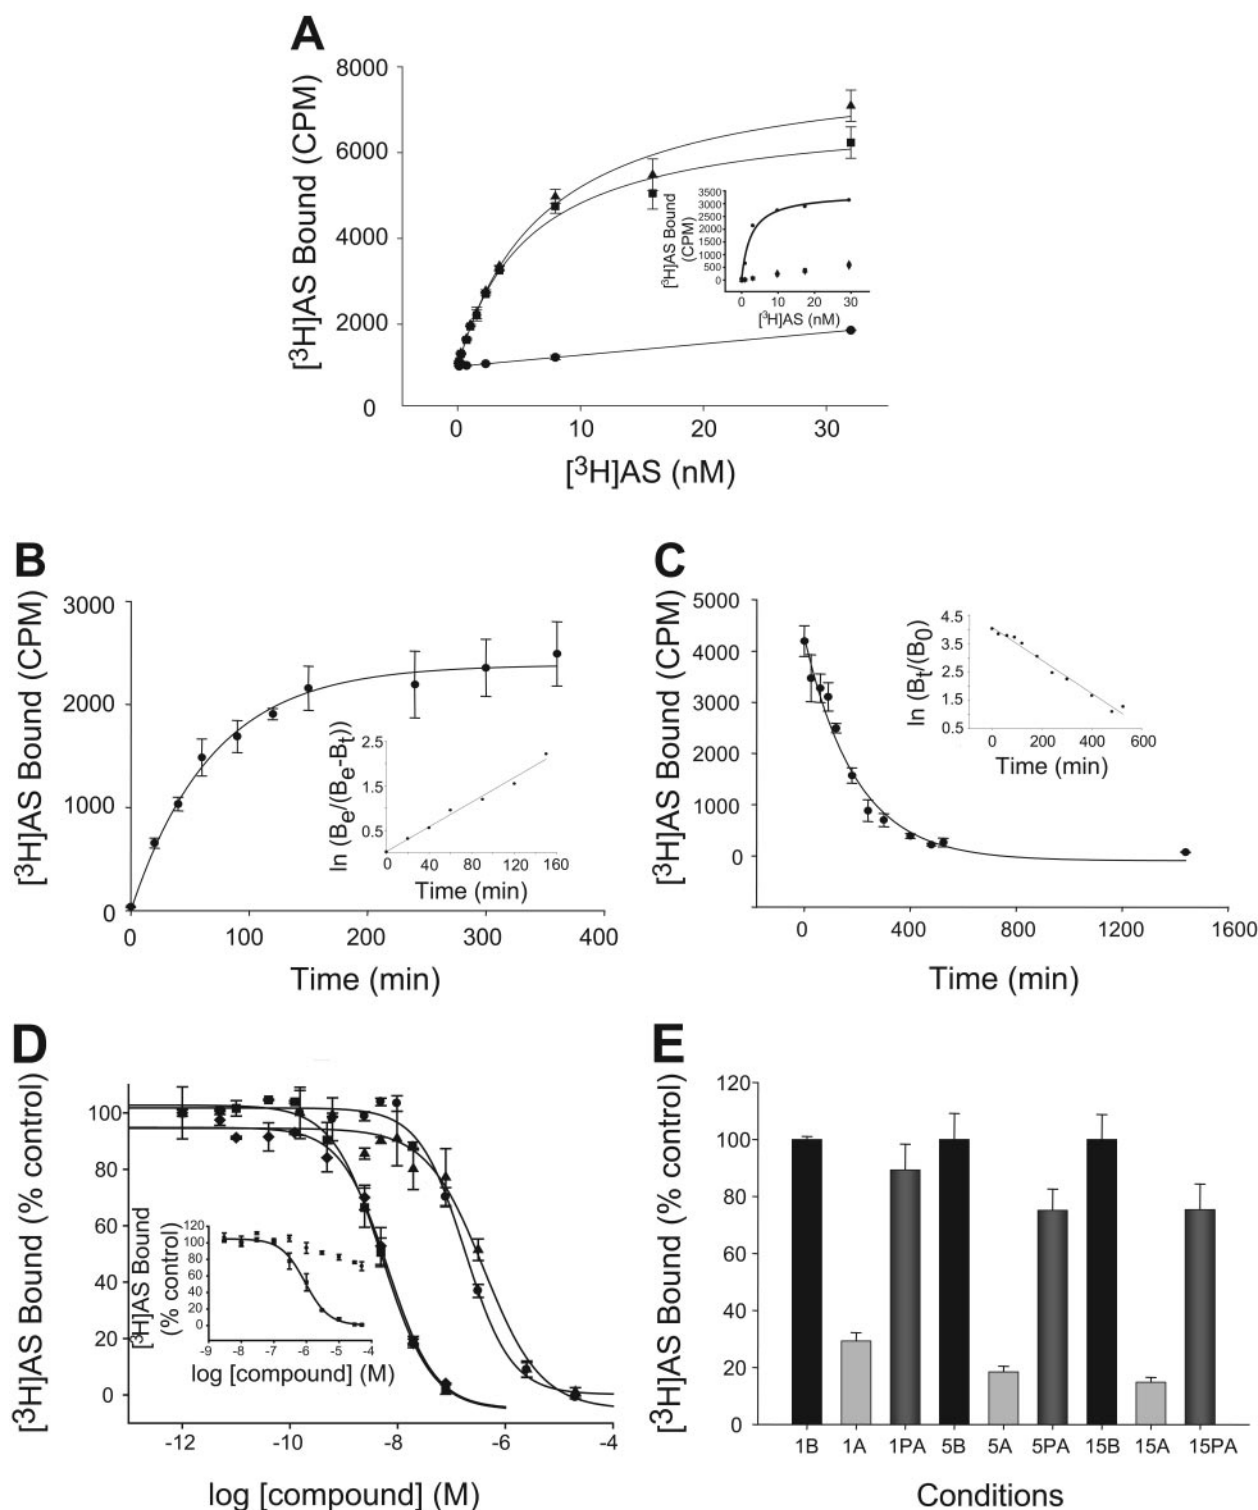 A
[³H]AS Bound (CPM)
8000
6000
4000
2000
0
0 10 20 30
[³H]AS (nM)
[³H]AS Bound
(CPM)
3500
3000
2500
2000
1500
1000
500
0
0 10 20 30
[³H]AS (nM)
B
[³H]AS Bound (CPM)
3000
2000
1000
0
0 100 200 300 400
Time (min)
ln (Be/(Be-Bt))
2.5
1.5
0.5
0 40 80 120 160
Time (min)
C
[³H]AS Bound (CPM)
5000
4000
3000
2000
1000
0
0 400 800 1200 1600
Time (min)
ln (Bt/(B0)
4.5
3.5
2.5
1.5
0.5
0 200 400 600
Time (min)
D
[³H]AS Bound (% control)
100
80
60
40
20
0
-12 -10 -8 -6 -4
log [compound] (M)
[³H]AS Bound
(% control)
120
100
80
60
40
20
0
-9 -8 -7 -6 -5 -4
log [compound] (M)
E
[³H]AS Bound (% control)
120
100
80
60
40
20
0
1B 1A 1PA 5B 5A 5PA 15B 15A 15PA
Conditions